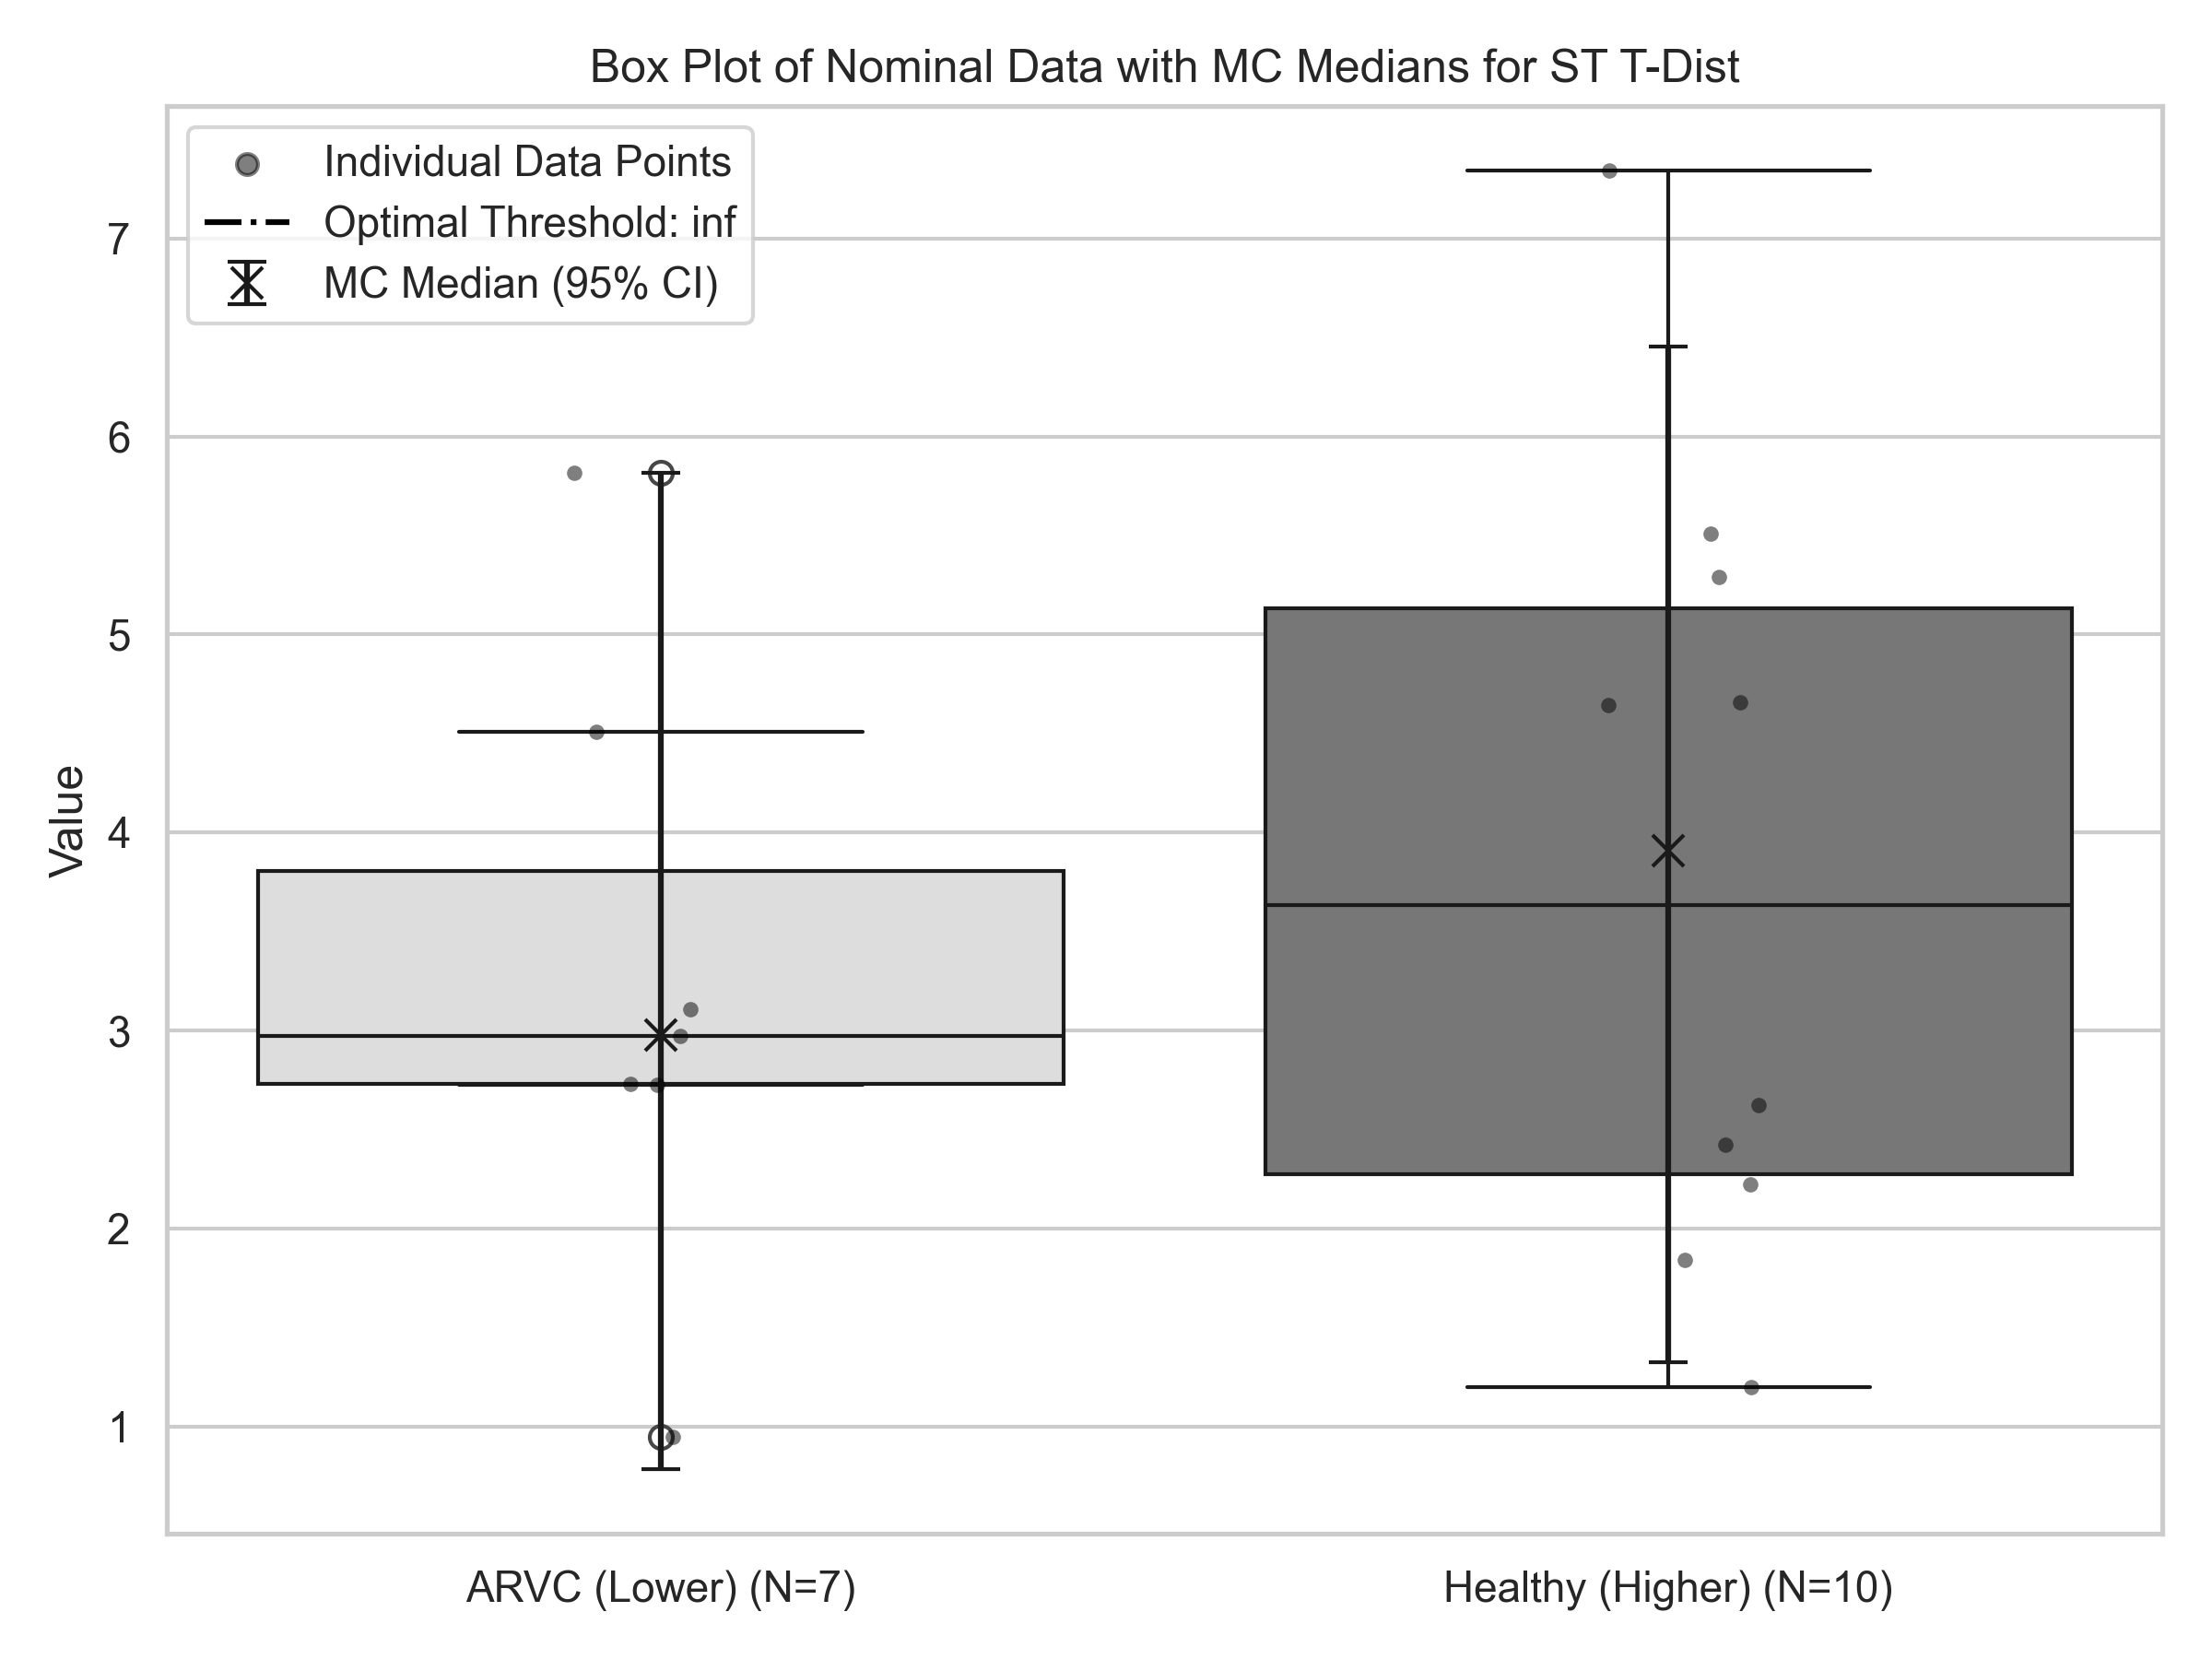 Box Plot of Nominal Data with MC Medians for ST T-Dist
Individual Data Points
Optimal Threshold: inf
MC Median (95% CI)
Value
7
6
5
4
3
2
1
ARVC (Lower) (N=7)
Healthy (Higher) (N=10)